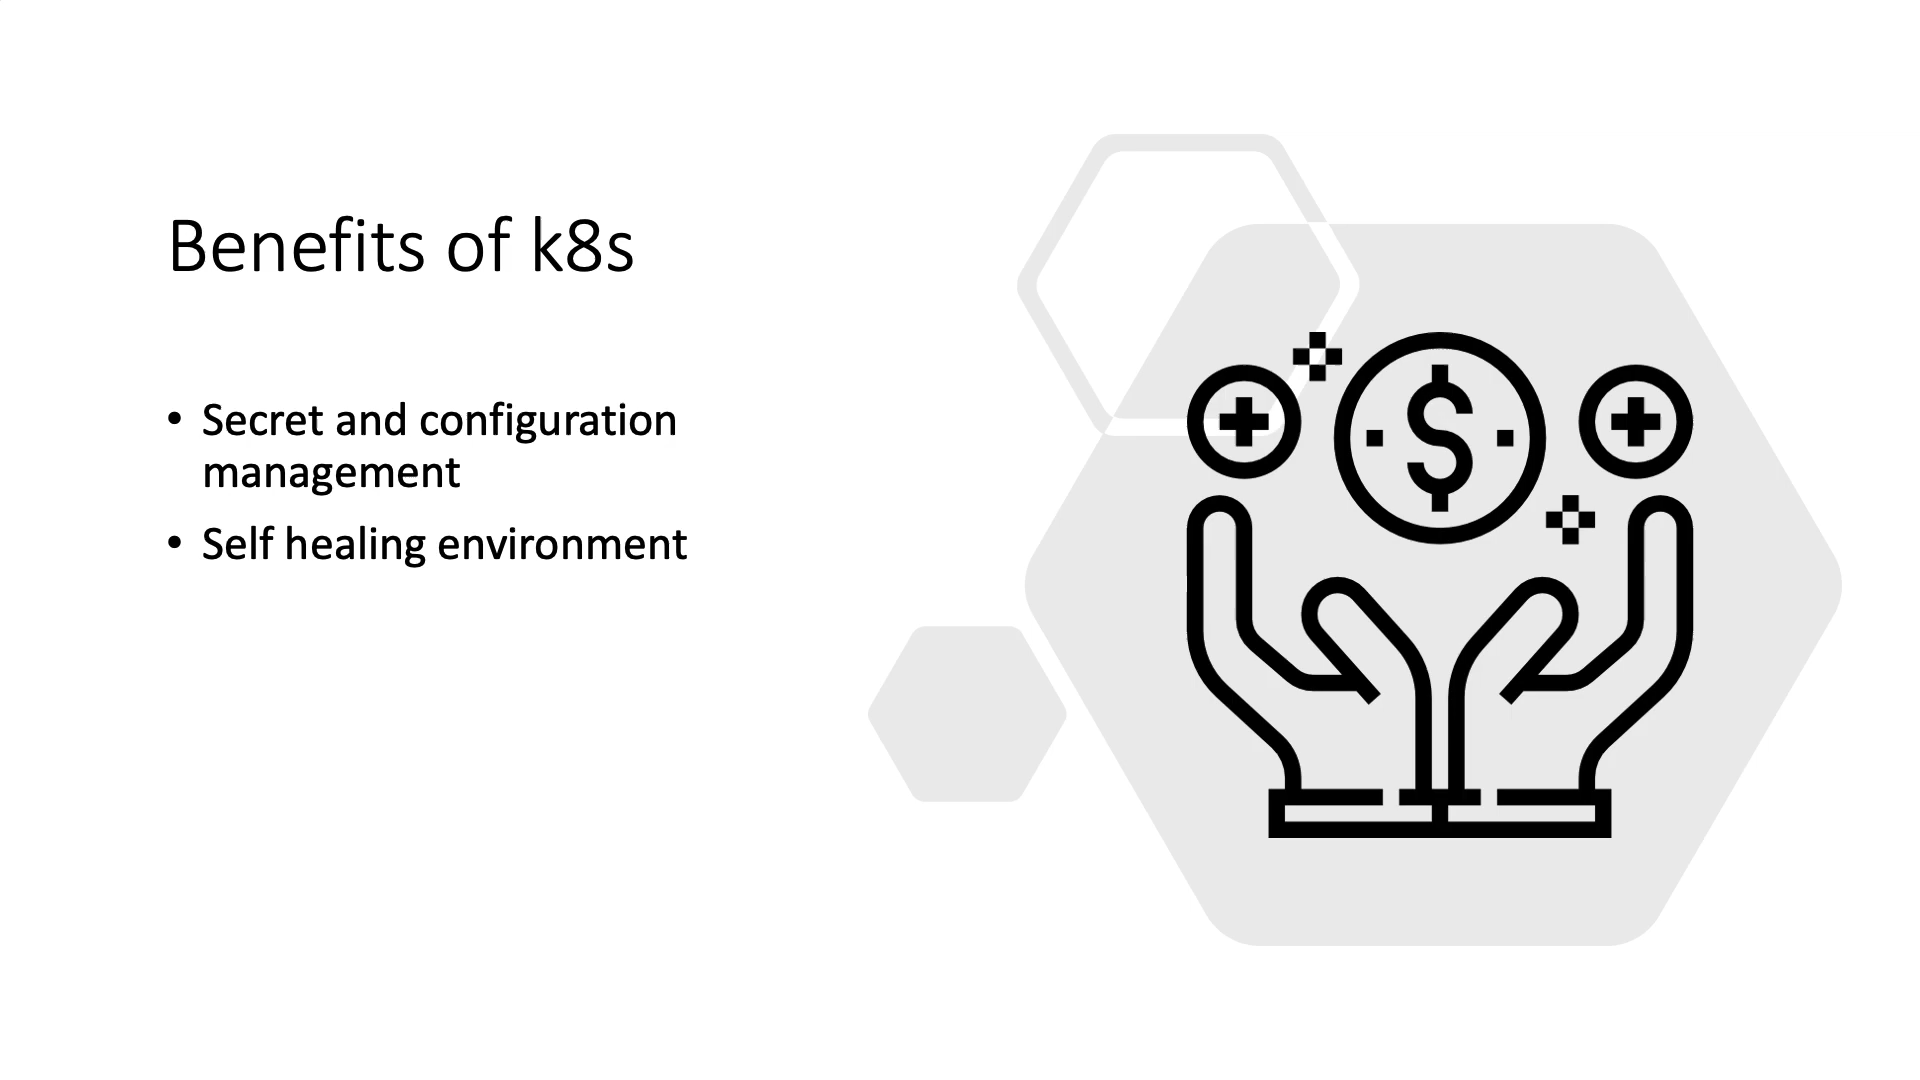 Benefits of k8s
• Secret and configuration
management
• Self healing environment